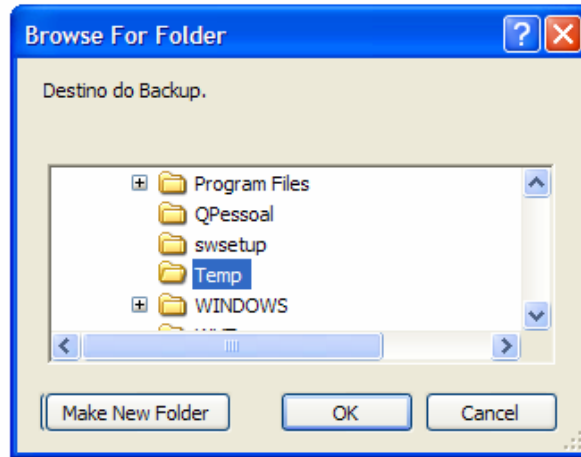 Browse For Folder
Destino do Backup.
Program Files
QPessoal
swsetup
Temp
WINDOWS
Make New Folder OK Cancel